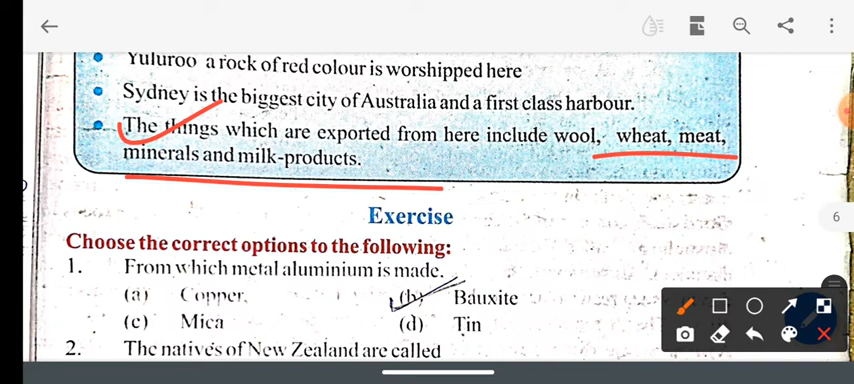 Yuluroo a rock of red colour is worshipped here
Sydney is the biggest city of Australia and a first class harbour.
The things which are exported from here include wool, wheat, meat,
minerals and milk-products.
6
Exercise
Choose the correct options to the following:
1. From which metal aluminium is made.
(a) Copper (b) Bauxite
(c) Mica (d) Tin
2. The natives of New Zealand are called